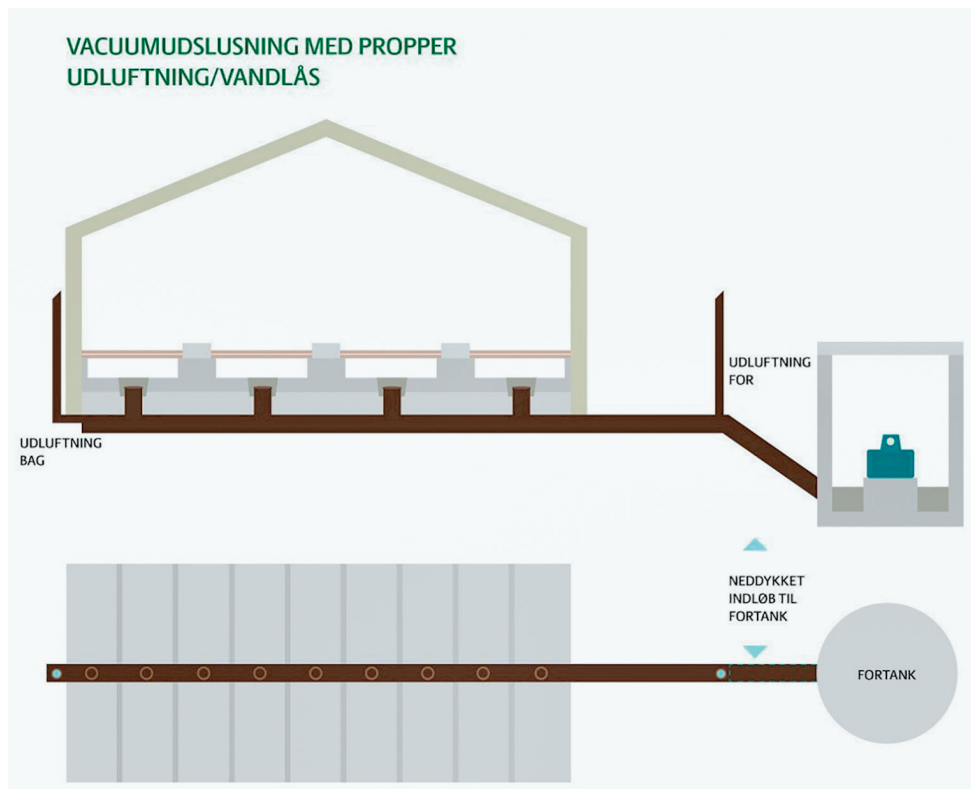 VACUUMUDSLUSNING MED PROPPER
UDLUFTNING/VANDLÅS
UDLUFTNING
FOR
UDLUFTNING
BAG
NEDDYKKET
INDLØB TIL
FORTANK
FORTANK